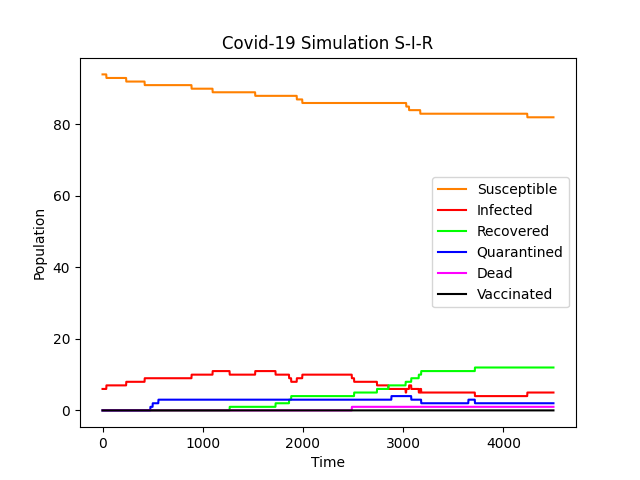 Covid-19 Simulation S-I-R
Population
80
60
40
20
0
Susceptible
Infected
Recovered
Quarantined
Dead
Vaccinated
0 1000 2000 3000 4000
Time